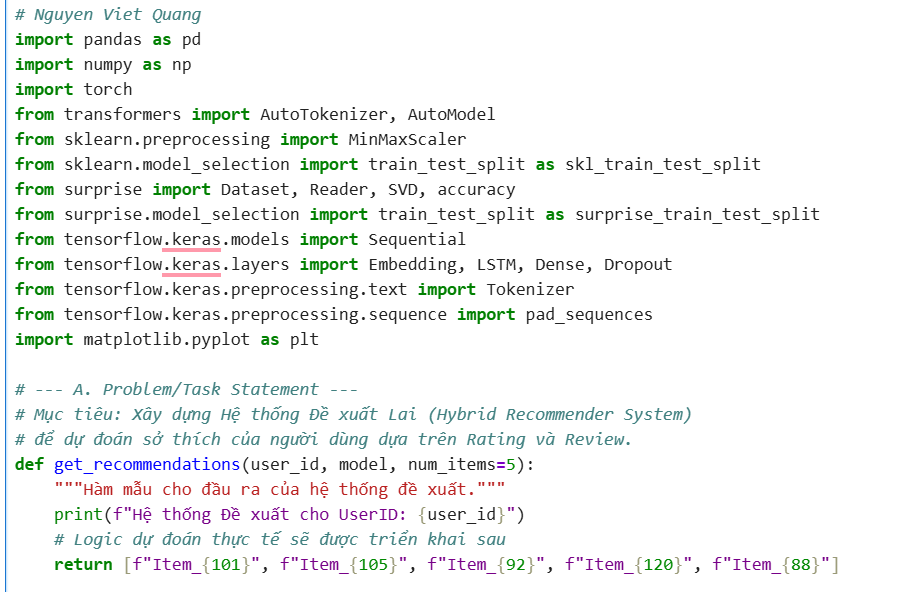 # Nguyen Viet Quang
import pandas as pd
import numpy as np
import torch
from transformers import AutoTokenizer, AutoModel
from sklearn.preprocessing import MinMaxScaler
from sklearn.model_selection import train_test_split as skl_train_test_split
from surprise import Dataset, Reader, SVD, accuracy
from surprise.model_selection import train_test_split as surprise_train_test_split
from tensorflow.keras.models import Sequential
from tensorflow.keras.layers import Embedding, LSTM, Dense, Dropout
from tensorflow.keras.preprocessing.text import Tokenizer
from tensorflow.keras.preprocessing.sequence import pad_sequences
import matplotlib.pyplot as plt

# --- A. Problem/Task Statement ---
# Mục tiêu: Xây dựng Hệ thống Đề xuất Lai (Hybrid Recommender System)
# để dự đoán sở thích của người dùng dựa trên Rating và Review.
def get_recommendations(user_id, model, num_items=5):
    """Hàm mẫu cho đầu ra của hệ thống đề xuất."""
    print(f"Hệ thống Đề xuất cho UserID: {user_id}")
    # Logic dự đoán thực tế sẽ được triển khai sau
    return [f"Item_{101}", f"Item_{105}", f"Item_{92}", f"Item_{120}", f"Item_{88}"]